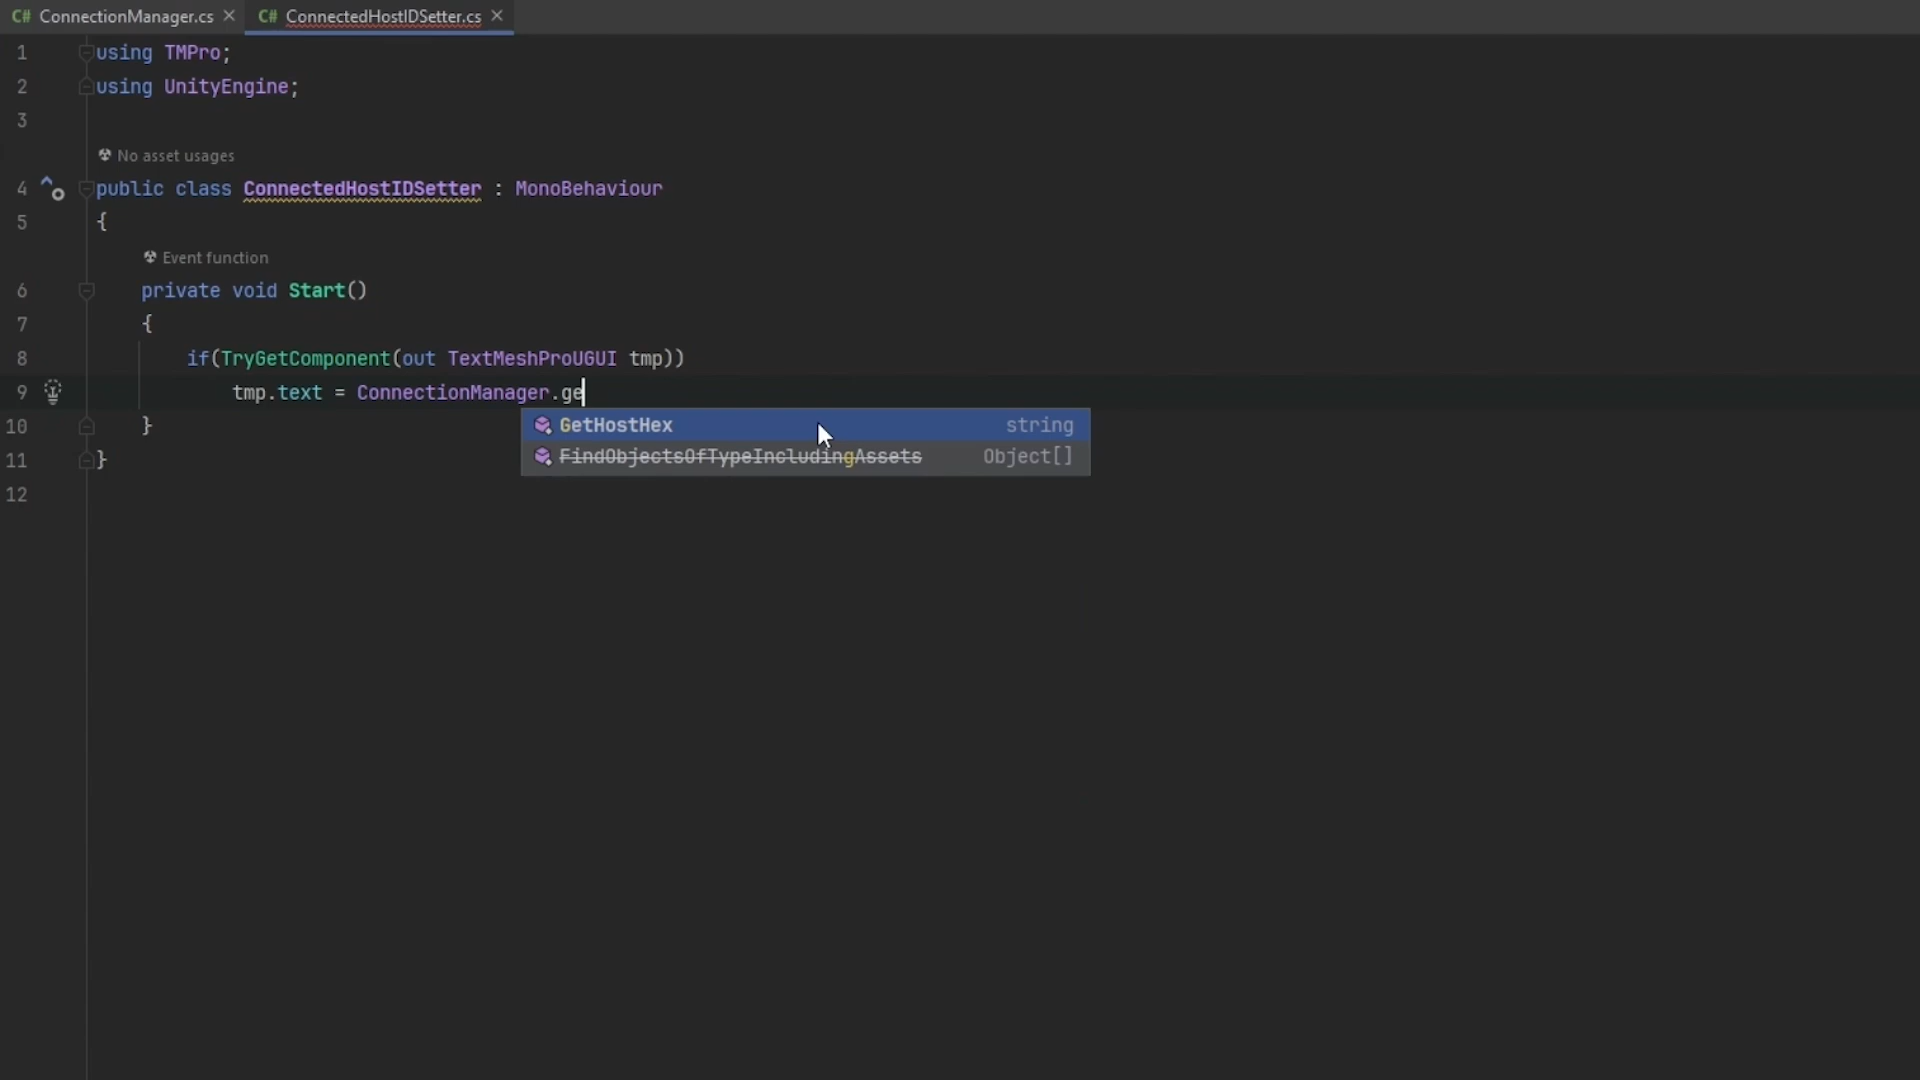 C# ConnectionManager.cs C# ConnectedHostIDSetter.cs
1 using TMPro;
2 using UnityEngine;
3
No asset usages
4 public class ConnectedHostIDSetter : MonoBehaviour
5 {
Event function
6 private void Start()
7 {
8 if(TryGetComponent(out TextMeshProUGUI tmp))
9 tmp.text = ConnectionManager.ge
GetHostHex string
10 }
FindObjectsOfTypeIncludingAssets Object[]
11 }
12